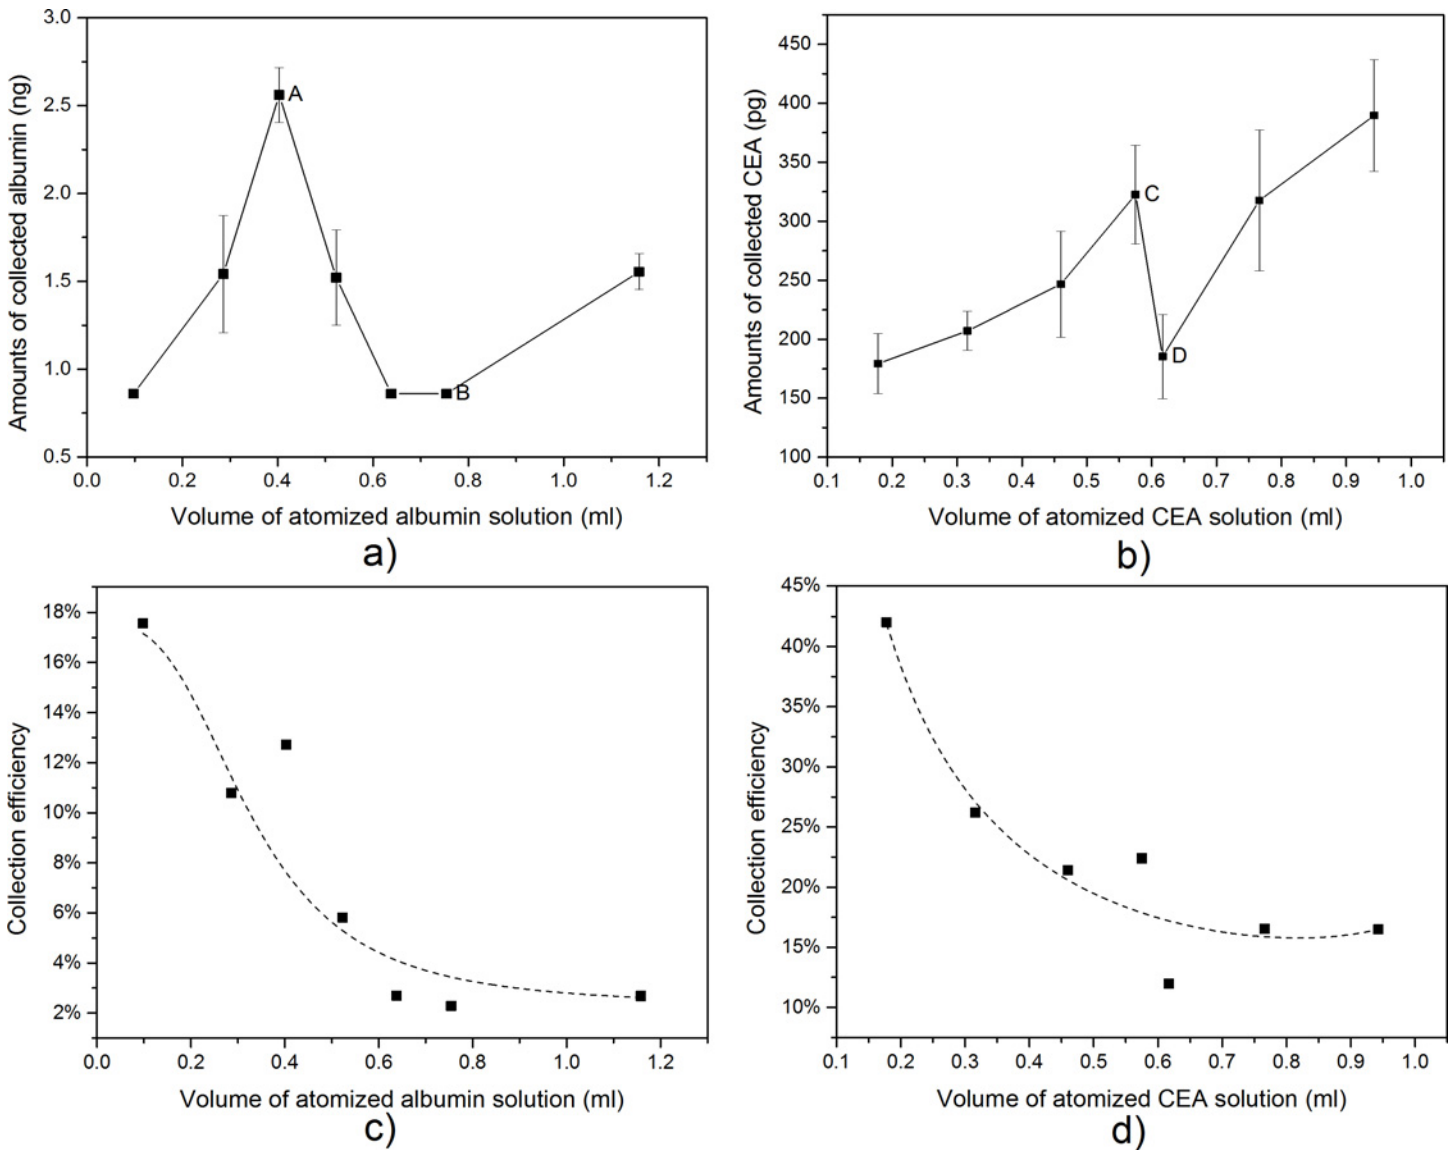 3.0
2.5
2.0
1.5
1.0
0.5
Amounts of collected albumin (ng)
A
B
0.0 0.2 0.4 0.6 0.8 1.0 1.2
Volume of atomized albumin solution (ml)
a)
450
400
350
300
250
200
150
100
Amounts of collected CEA (pg)
C
D
0.1 0.2 0.3 0.4 0.5 0.6 0.7 0.8 0.9 1.0
Volume of atomized CEA solution (ml)
b)
18%
16%
14%
12%
10%
8%
6%
4%
2%
Collection efficiency
0.0 0.2 0.4 0.6 0.8 1.0 1.2
Volume of atomized albumin solution (ml)
c)
45%
40%
35%
30%
25%
20%
15%
10%
Collection efficiency
0.1 0.2 0.3 0.4 0.5 0.6 0.7 0.8 0.9 1.0
Volume of atomized CEA solution (ml)
d)